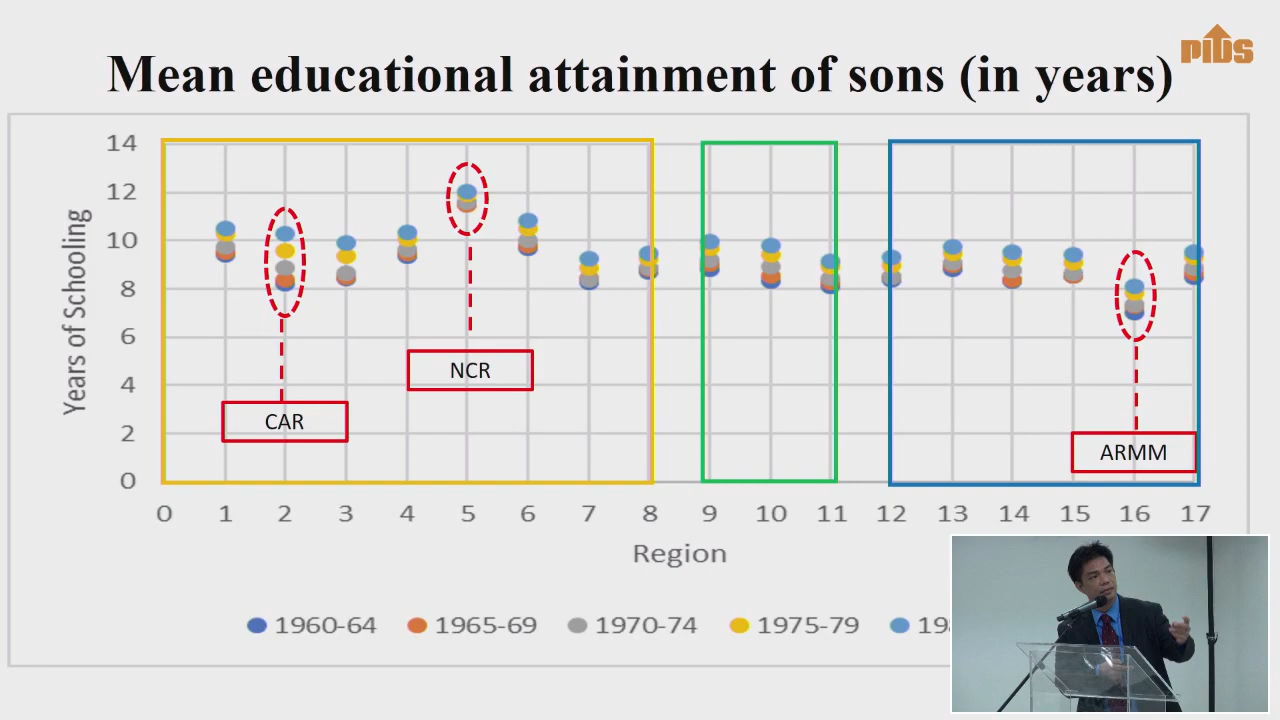 PIDS
Mean educational attainment of sons (in years)
14
12
10
8
6
4
2
0
Years of Schooling
NCR
CAR
ARMM
0 1 2 3 4 5 6 7 8 9 10 11 12 13 14 15 16 17
Region
1960-64 1965-69 1970-74 1975-79